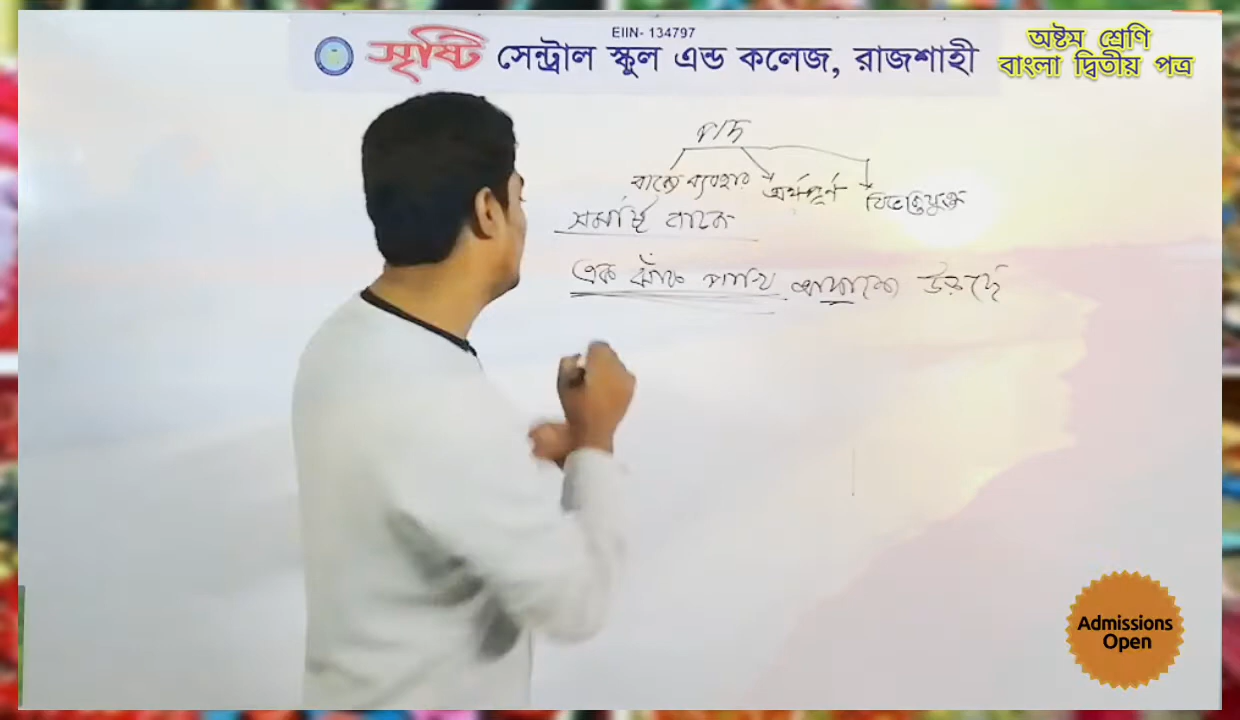 EIIN- 134797
সৃষ্টি সেন্ট্রাল স্কুল এন্ড কলেজ, রাজশাহী
অষ্টম শ্রেণি
বাংলা দ্বিতীয় পত্র
পদ
বাক্যে ব্যবহৃত অর্থপূর্ণ বিভক্তিযুক্ত
সমষ্টি বাচক
এক ঝাঁক পাখি আকাশে উড়ছে
Admissions
Open